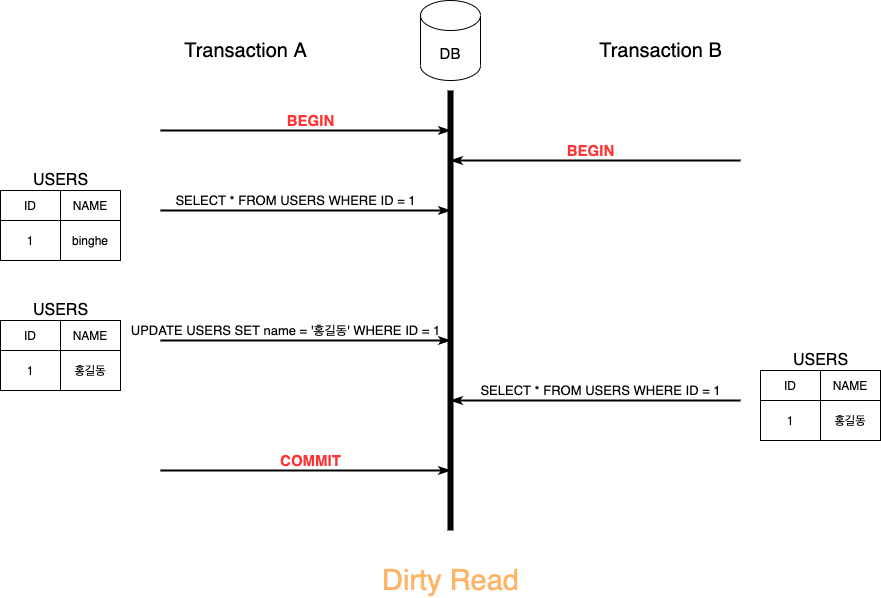 Transaction A
DB
Transaction B
BEGIN
BEGIN
USERS
ID NAME
1 binghe
SELECT * FROM USERS WHERE ID = 1
USERS
ID NAME
1 홍길동
UPDATE USERS SET name = '홍길동' WHERE ID = 1
SELECT * FROM USERS WHERE ID = 1
USERS
ID NAME
1 홍길동
COMMIT
Dirty Read